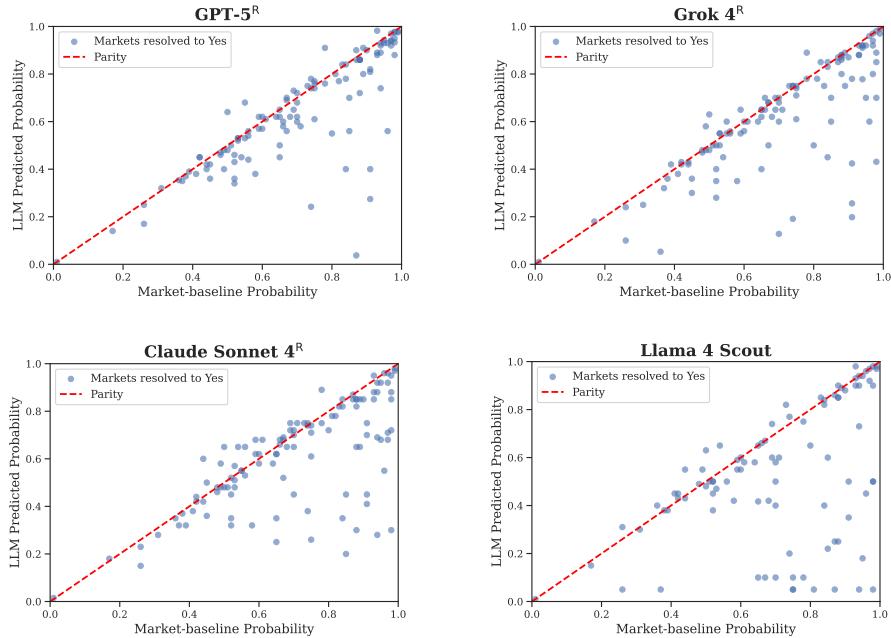 GPT-5ᴿ
1.0
0.8
0.6
0.4
0.2
0.0
LLM Predicted Probability
Markets resolved to Yes
Parity
0.0 0.2 0.4 0.6 0.8 1.0
Market-baseline Probability
Grok 4ᴿ
1.0
0.8
0.6
0.4
0.2
0.0
LLM Predicted Probability
Markets resolved to Yes
Parity
0.0 0.2 0.4 0.6 0.8 1.0
Market-baseline Probability
Claude Sonnet 4ᴿ
1.0
0.8
0.6
0.4
0.2
0.0
LLM Predicted Probability
Markets resolved to Yes
Parity
0.0 0.2 0.4 0.6 0.8 1.0
Market-baseline Probability
Llama 4 Scout
1.0
0.8
0.6
0.4
0.2
0.0
LLM Predicted Probability
Markets resolved to Yes
Parity
0.0 0.2 0.4 0.6 0.8 1.0
Market-baseline Probability